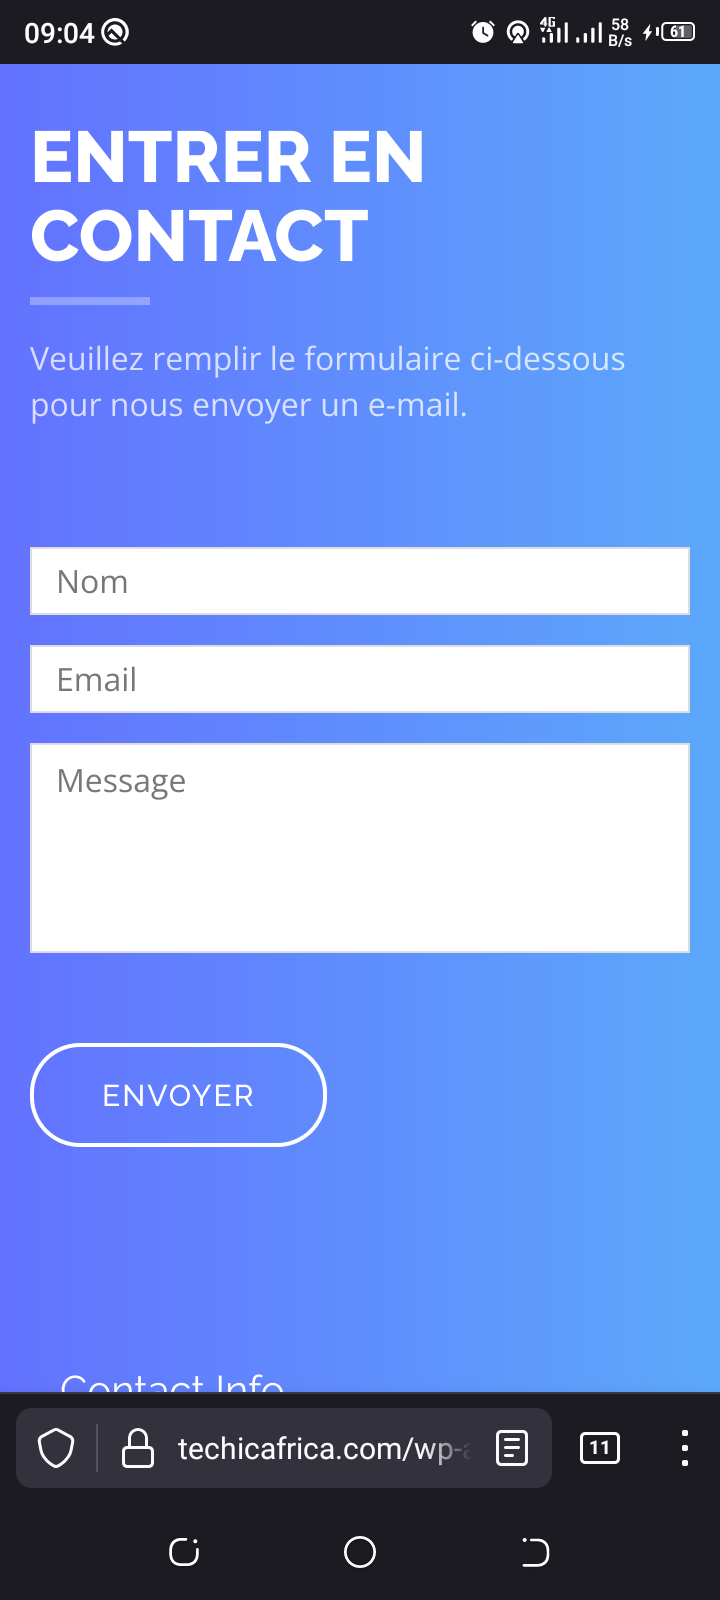 09:04
4G
58
B/s
61
ENTRER EN
CONTACT
Veuillez remplir le formulaire ci-dessous
pour nous envoyer un e-mail.
Nom
Email
Message
ENVOYER
Contact Info
techicafrica.com/wp-a
11